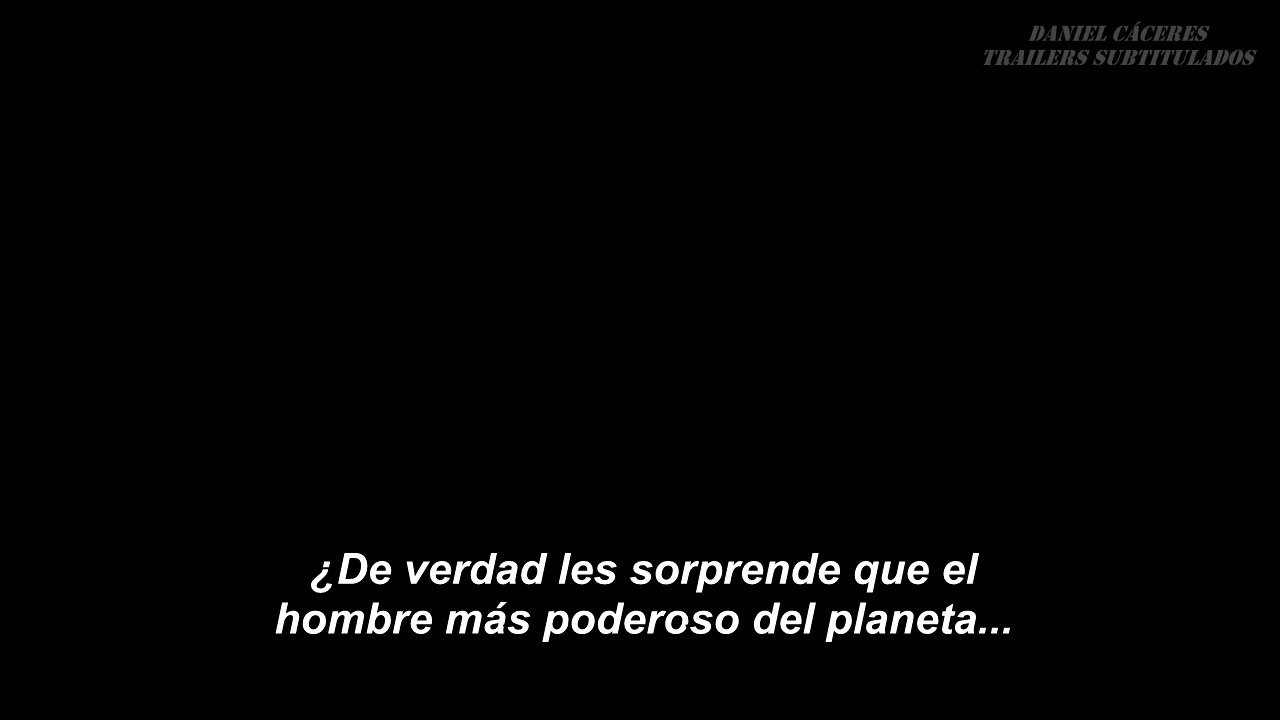 DANIEL CÁCERES
TRAILERS SUBTITULADOS
¿De verdad les sorprende que el
hombre más poderoso del planeta...